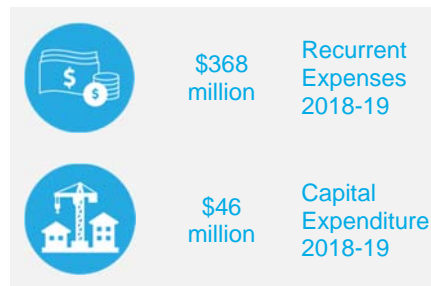 $368
million
Recurrent
Expenses
2018-19
$46
million
Capital
Expenditure
2018-19